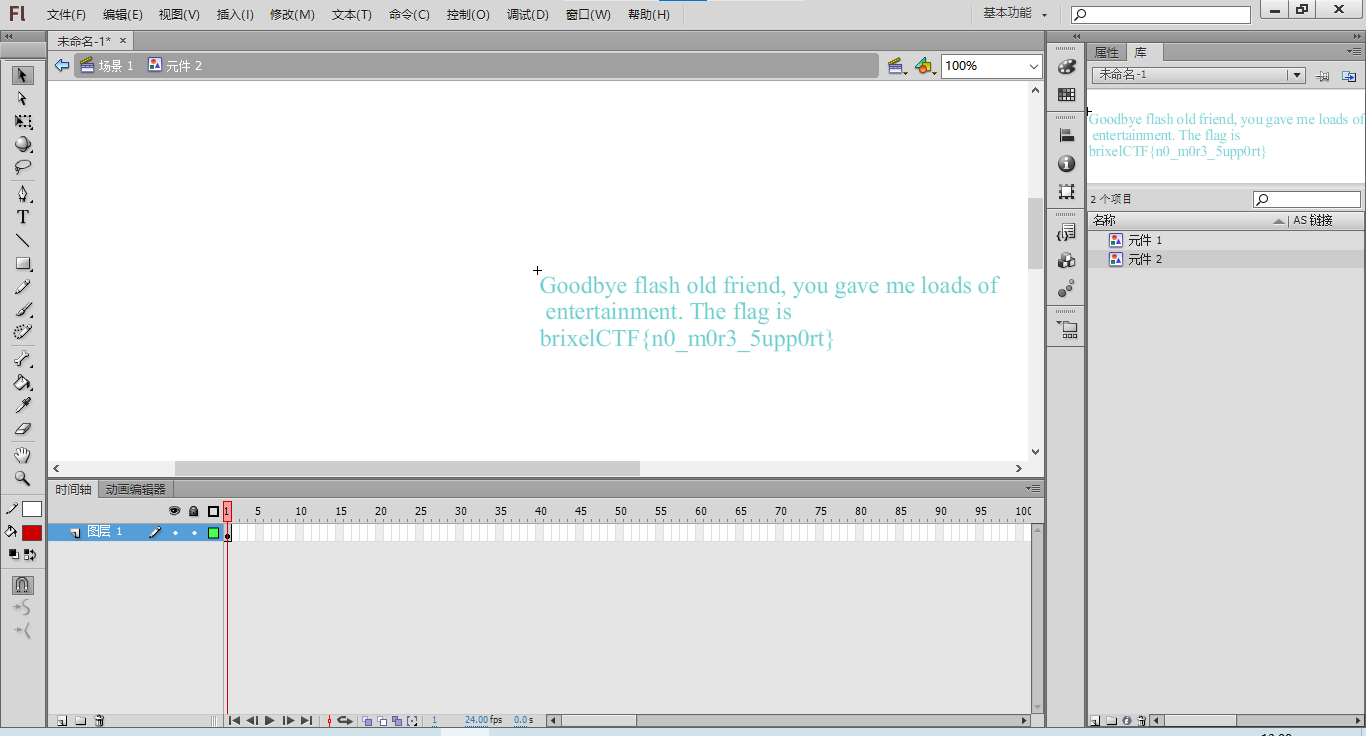 Fl 文件(F) 编辑(E) 视图(V) 插入(I) 修改(M) 文本(T) 命令(C) 控制(O) 调试(D) 窗口(W) 帮助(H) 基本功能
未命名-1*
场景 1 元件 2 100%
Goodbye flash old friend, you gave me loads of
entertainment. The flag is
brixelCTF{n0_m0r3_5upp0rt}
时间轴 动画编辑器
1 5 10 15 20 25 30 35 40 45 50 55 60 65 70 75 80 85 90 95 100
图层 1
1 24.00 fps 0.0 s
属性 库
未命名-1
Goodbye flash old friend, you gave me loads of
entertainment. The flag is
brixelCTF{n0_m0r3_5upp0rt}
2 个项目
名称 AS 链接
元件 1
元件 2